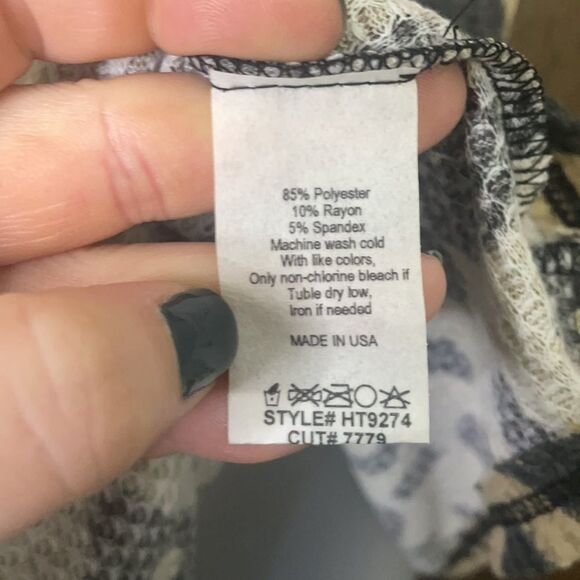 85% Polyester
10% Rayon
5% Spandex
Machine wash cold
With like colors,
Only non-chlorine bleach if
Tuble dry low,
Iron if needed
MADE IN USA
STYLE# HT9274
CUT# 7779